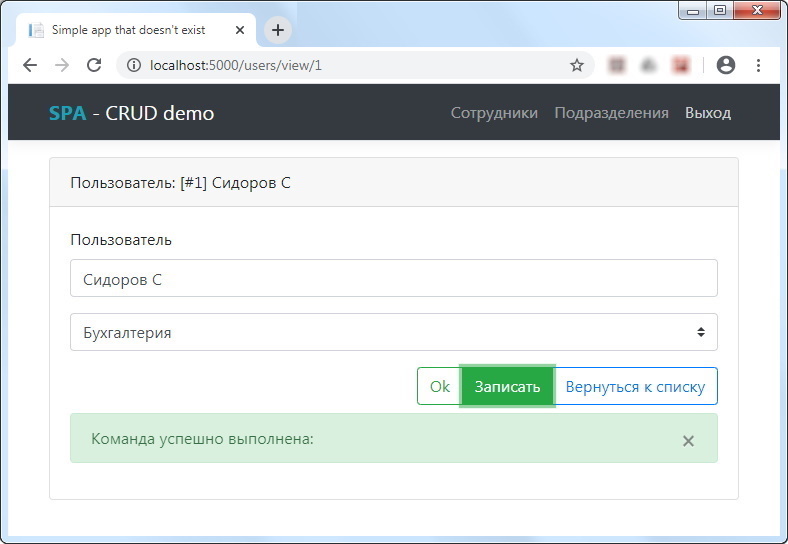 Simple app that doesn't exist
localhost:5000/users/view/1
SPA - CRUD demo Сотрудники Подразделения Выход
Пользователь: [#1] Сидоров С
Пользователь
Сидоров С
Бухгалтерия
Ok Записать Вернуться к списку
Команда успешно выполнена: